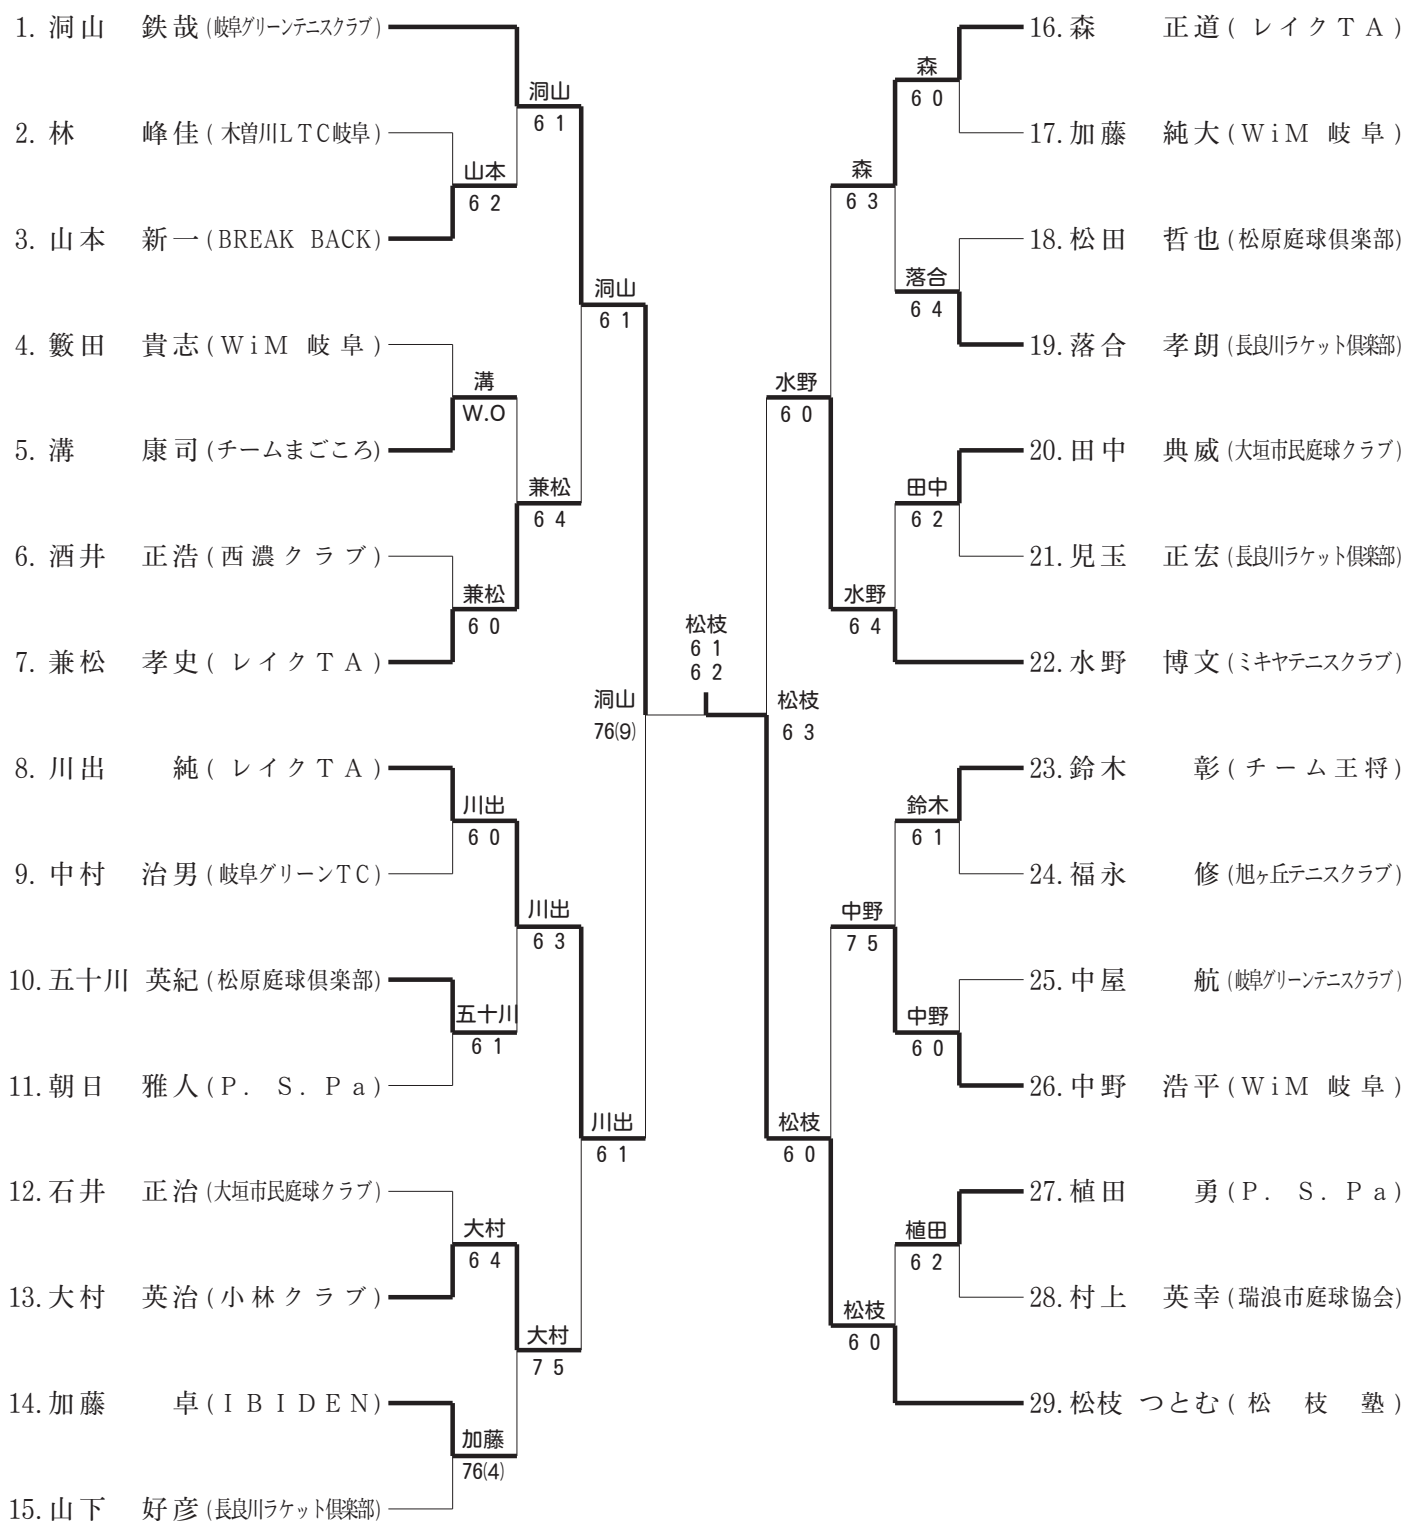 1. 洞山 鉄哉 (岐阜グリーンテニスクラブ)
2. 林 峰佳 (木曽川LTC岐阜)
3. 山本 新一 (BREAK BACK)
4. 籔田 貴志 (WiM 岐阜)
5. 溝 康司 (チームまごころ)
6. 酒井 正浩 (西濃クラブ)
7. 兼松 孝史 (レイクTA)
8. 川出 純 (レイクTA)
9. 中村 治男 (岐阜グリーンTC)
10. 五十川 英紀 (松原庭球倶楽部)
11. 朝日 雅人 (P. S. Pa)
12. 石井 正治 (大垣市民庭球クラブ)
13. 大村 英治 (小林クラブ)
14. 加藤 卓 (IBIDEN)
15. 山下 好彦 (長良川ラケット倶楽部)
山本
6 2
溝
W.O
兼松
6 0
川出
6 0
五十川
6 1
大村
6 4
加藤
76(4)
洞山
6 1
兼松
6 4
川出
6 3
大村
7 5
洞山
6 1
川出
6 1
洞山
76(9)
松枝
6 1
6 2
松枝
6 3
水野
6 0
松枝
6 0
森
6 3
水野
6 4
中野
7 5
松枝
6 0
森
6 0
落合
6 4
田中
6 2
鈴木
6 1
中野
6 0
植田
6 2
16. 森 正道 (レイクTA)
17. 加藤 純大 (WiM 岐阜)
18. 松田 哲也 (松原庭球倶楽部)
19. 落合 孝朗 (長良川ラケット倶楽部)
20. 田中 典威 (大垣市民庭球クラブ)
21. 児玉 正宏 (長良川ラケット倶楽部)
22. 水野 博文 (ミキヤテニスクラブ)
23. 鈴木 彰 (チーム王将)
24. 福永 修 (旭ヶ丘テニスクラブ)
25. 中屋 航 (岐阜グリーンテニスクラブ)
26. 中野 浩平 (WiM 岐阜)
27. 植田 勇 (P. S. Pa)
28. 村上 英幸 (瑞浪市庭球協会)
29. 松枝 つとむ (松枝塾)